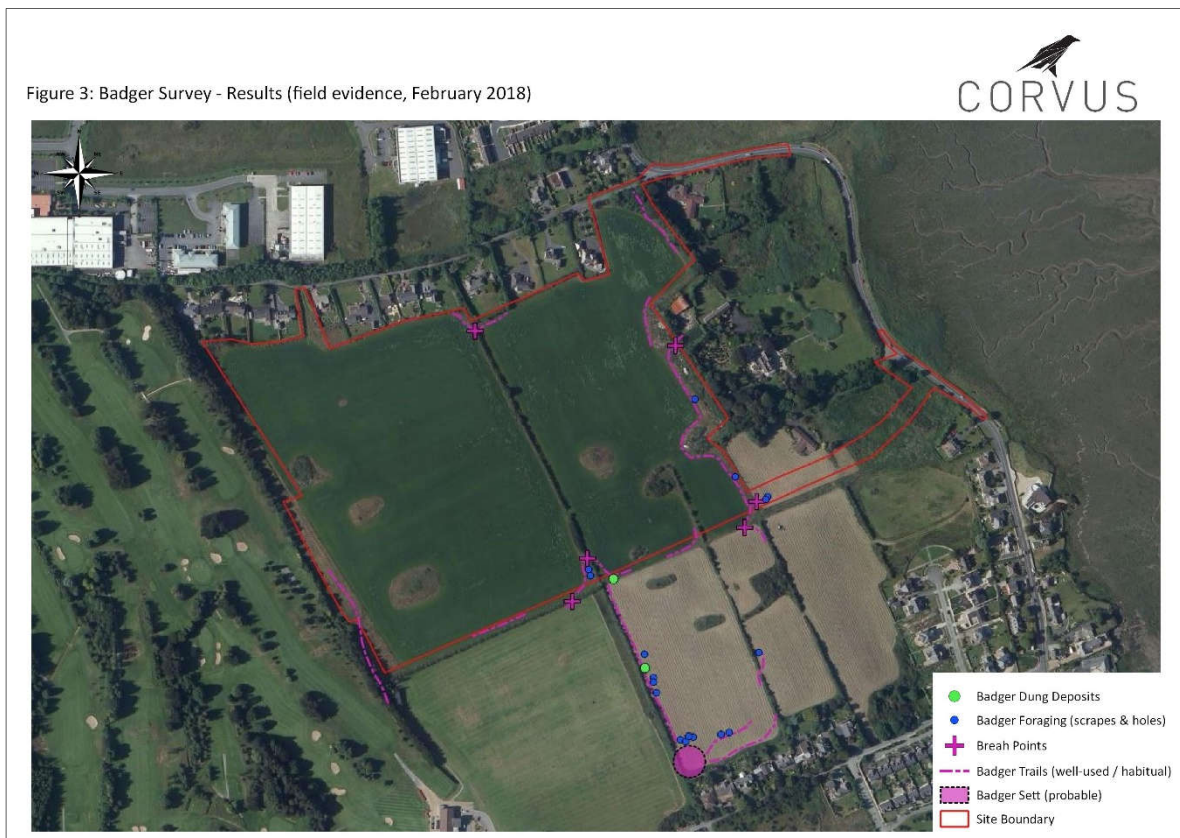 CORVUS
Figure 3: Badger Survey - Results (field evidence, February 2018)
Badger Dung Deposits
Badger Foraging (scrapes & holes)
Breah Points
Badger Trails (well-used / habitual)
Badger Sett (probable)
Site Boundary